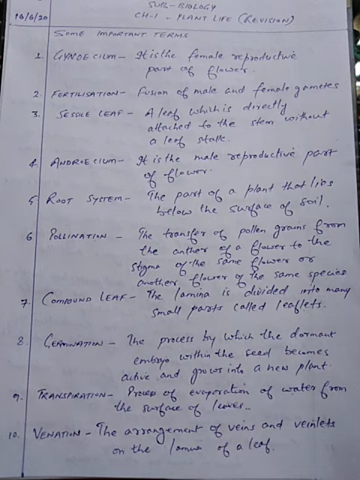 SUB:- BIOLOGY
16/6/20 CH-1 - PLANT LIFE (REVISION)
SOME IMPORTANT TERMS
1. GYNOECIUM - It is the female reproductive
part of flower.
2. FERTILISATION - Fusion of male and female gametes
3. SESSILE LEAF - A leaf which is directly
attached to the stem without
a leaf stalk.
4. ANDROECIUM - It is the male reproductive part
of flower.
5. ROOT SYSTEM - The part of a plant that lies
below the surface of soil.
6. POLLINATION - The transfer of pollen grains from
the anther of a flower to the
stigma of the same flower or
another flower of the same species
7. COMPOUND LEAF - The lamina is divided into many
small parts called leaflets.
8. GERMINATION - The process by which the dormant
embryo within the seed becomes
active and grows into a new plant.
9. TRANSPIRATION - Process of evaporation of water from
the surface of leaves.
10. VENATION - The arrangement of veins and veinlets
on the lamina of a leaf.